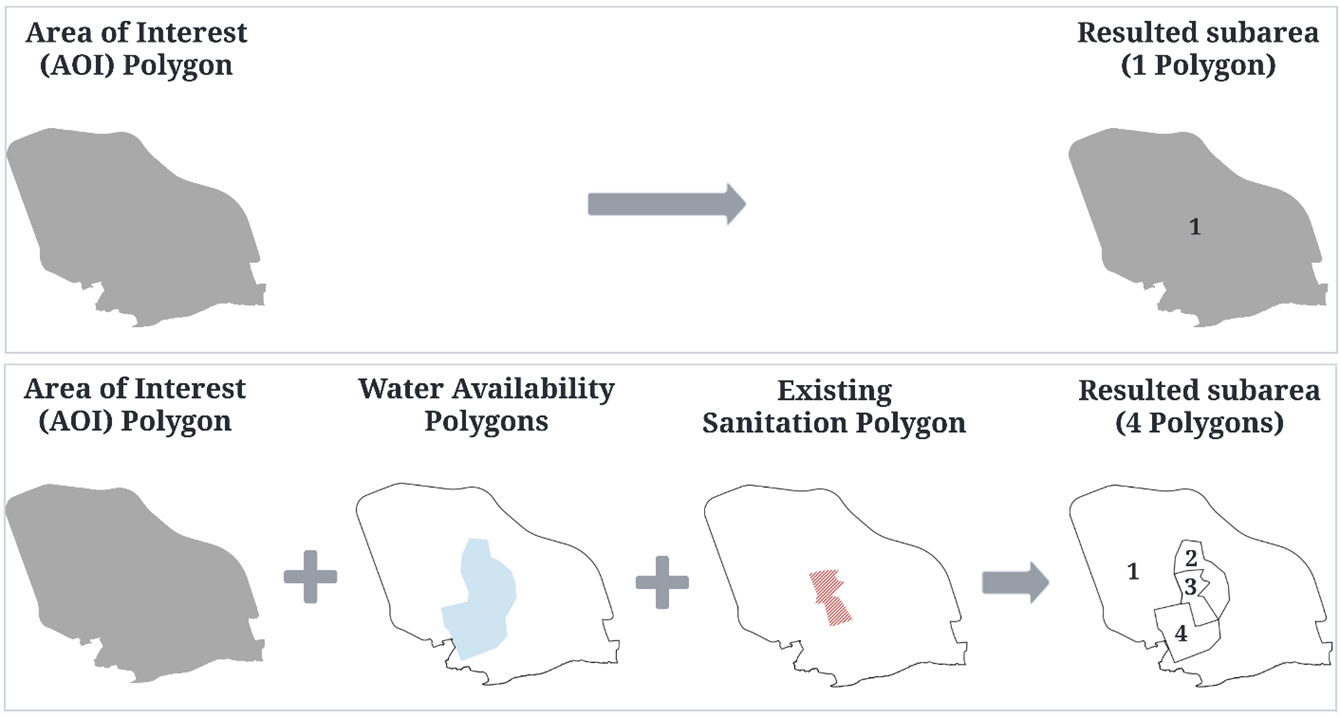 Area of Interest
(AOI) Polygon
Resulted subarea
(1 Polygon)
1
Area of Interest
(AOI) Polygon
Water Availability
Polygons
Existing
Sanitation Polygon
Resulted subarea
(4 Polygons)
1
2
3
4